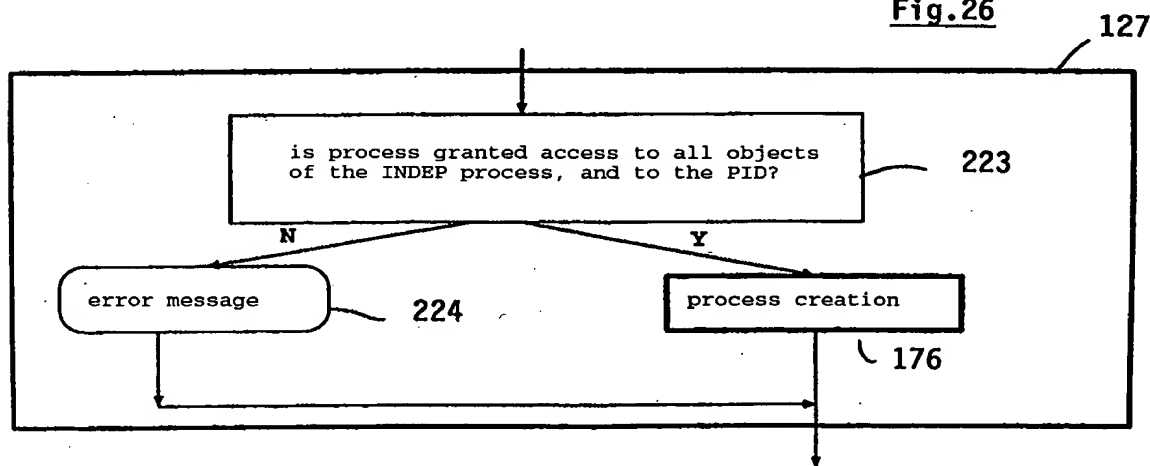 Fig.26
127
is process granted access to all objects
of the INDEP process, and to the PID?
223
N
Y
error message
224
process creation
176